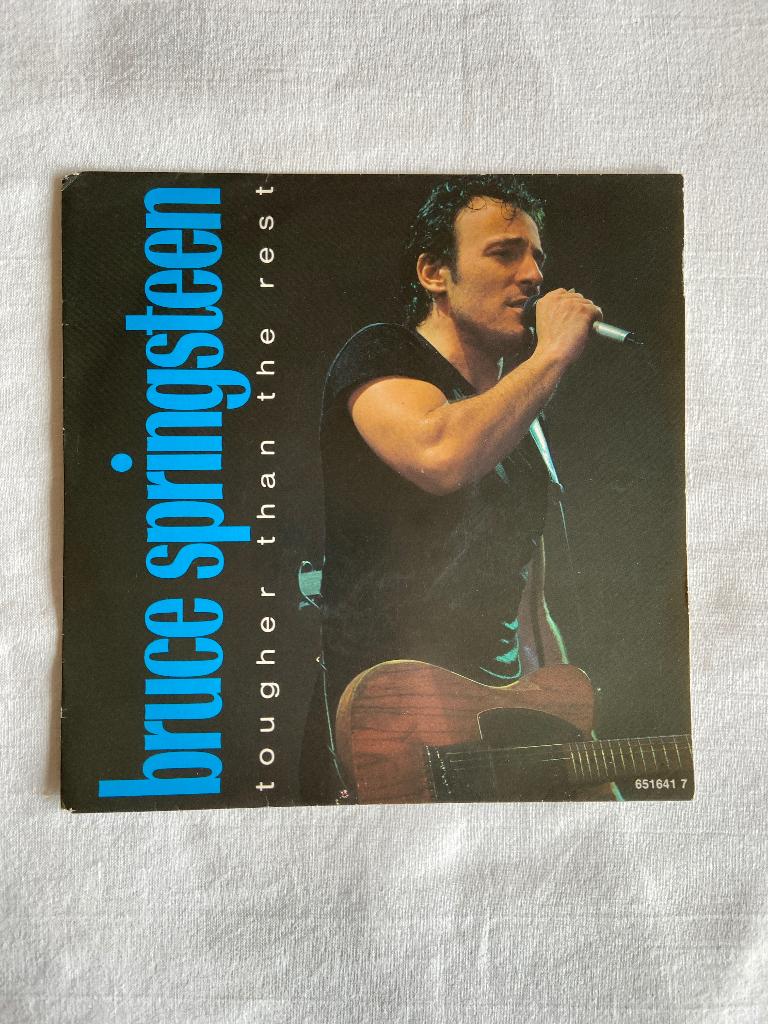 bruce springsteen
tougher than the rest
651641 7